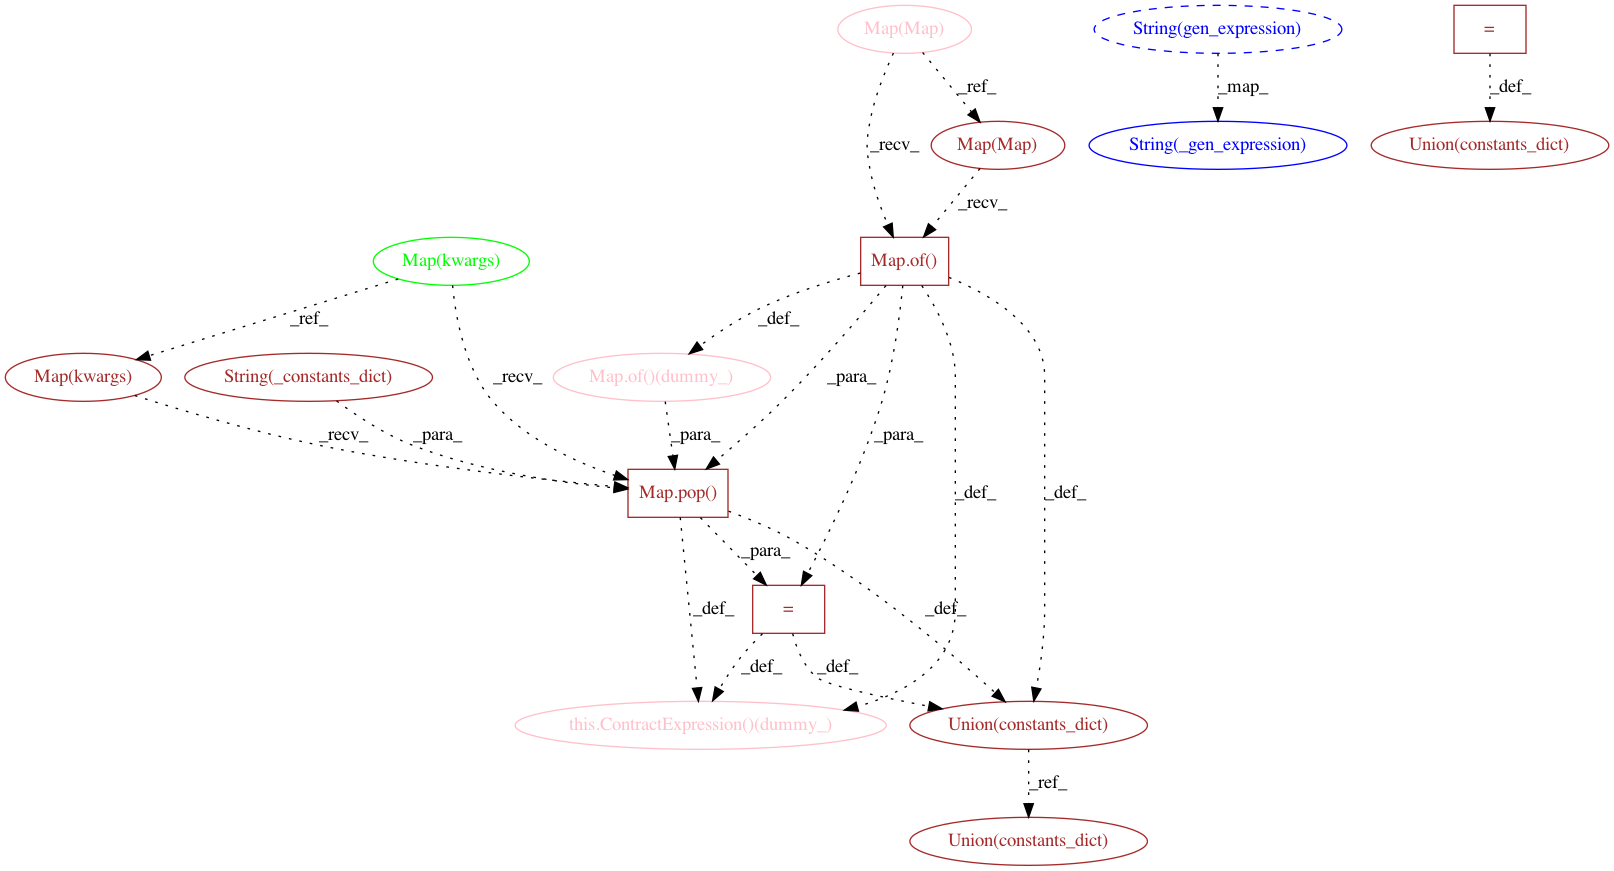 Map(Map)
String(gen_expression)
=
_ref_
_map_
_def_
_recv_
Map(Map)
String(_gen_expression)
Union(constants_dict)
_recv_
Map(kwargs)
Map.of()
_ref_
_def_
Map(kwargs)
String(_constants_dict)
_recv_
Map.of()(dummy_)
_para_
_recv_
_para_
_para_
_para_
Map.pop()
_def_
_def_
_para_
_def_
=
_def_
_def_
_def_
this.ContractExpression()(dummy_)
Union(constants_dict)
_ref_
Union(constants_dict)